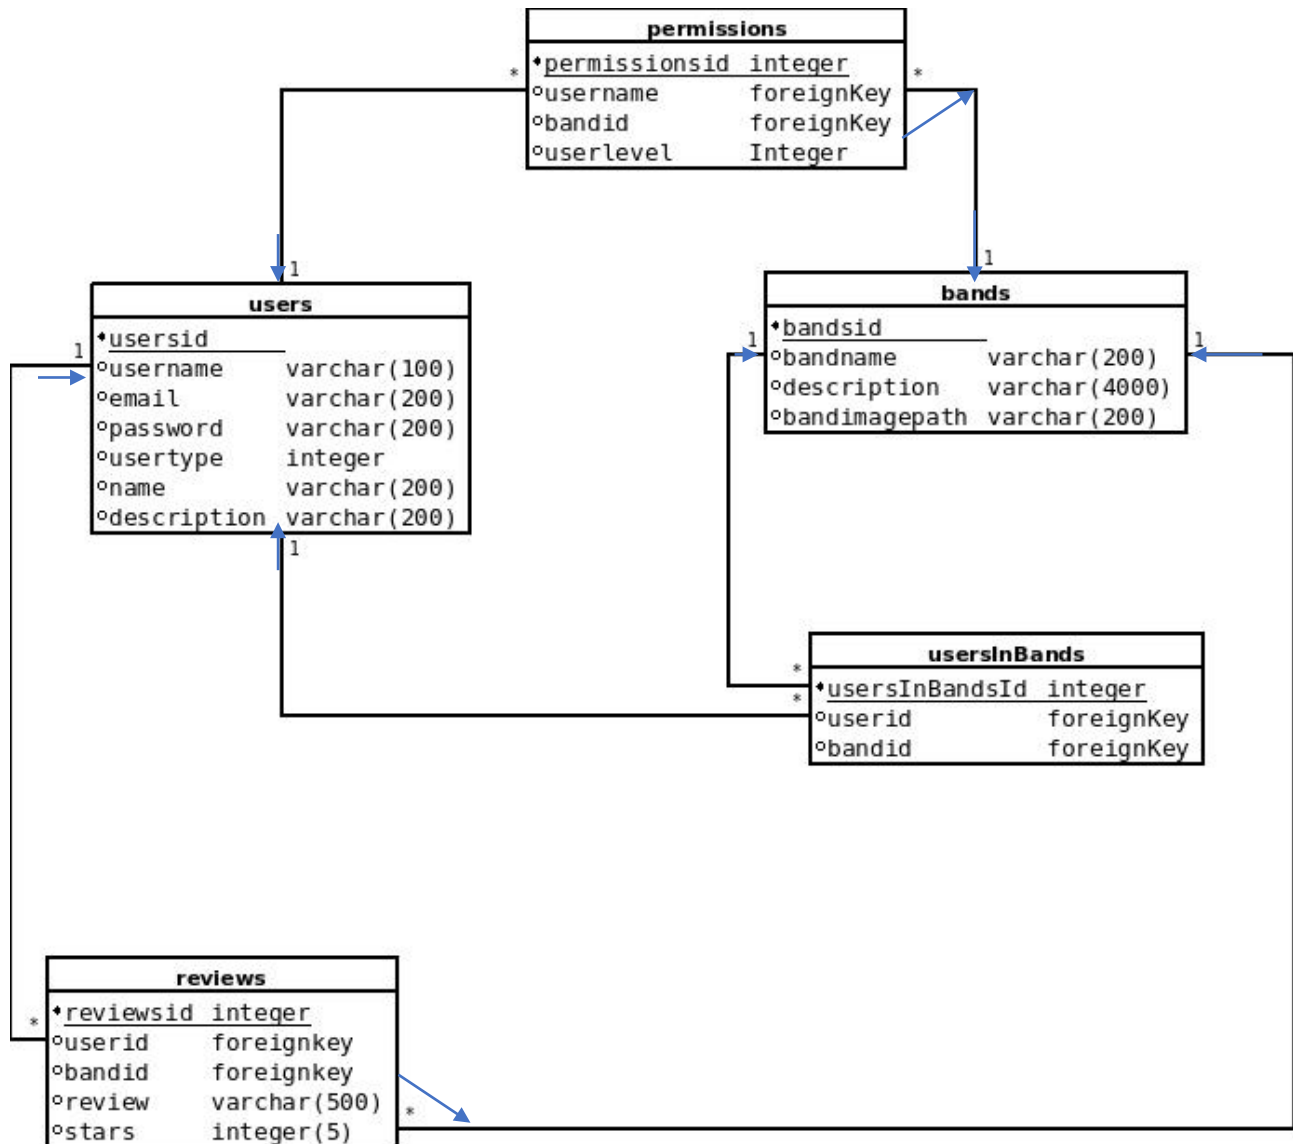 permissions
permissionsid integer
username foreignKey
bandid foreignKey
userlevel Integer
*
*
1
1
users
usersid
username varchar(100)
email varchar(200)
password varchar(200)
usertype integer
name varchar(200)
description varchar(200)
1
1
bands
bandsid
bandname varchar(200)
description varchar(4000)
bandimagepath varchar(200)
1
1
usersInBands
usersInBandsId integer
userid foreignKey
bandid foreignKey
*
*
reviews
reviewsid integer
userid foreignkey
bandid foreignkey
review varchar(500)
stars integer(5)
*
*